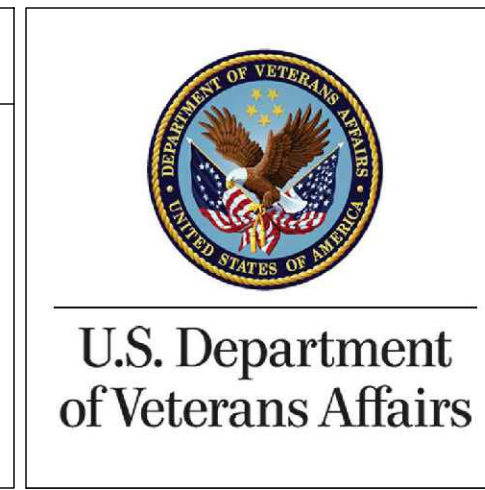 DEPARTMENT OF VETERANS AFFAIRS
UNITED STATES OF AMERICA
U.S. Department
of Veterans Affairs